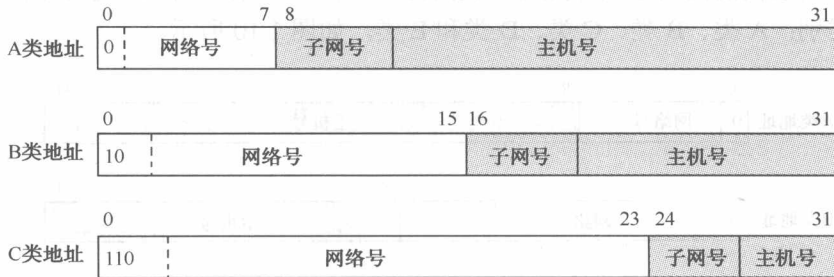 0 7 8 31
A类地址 0 网络号 子网号 主机号
0 15 16 31
B类地址 10 网络号 子网号 主机号
0 23 24 31
C类地址 110 网络号 子网号 主机号